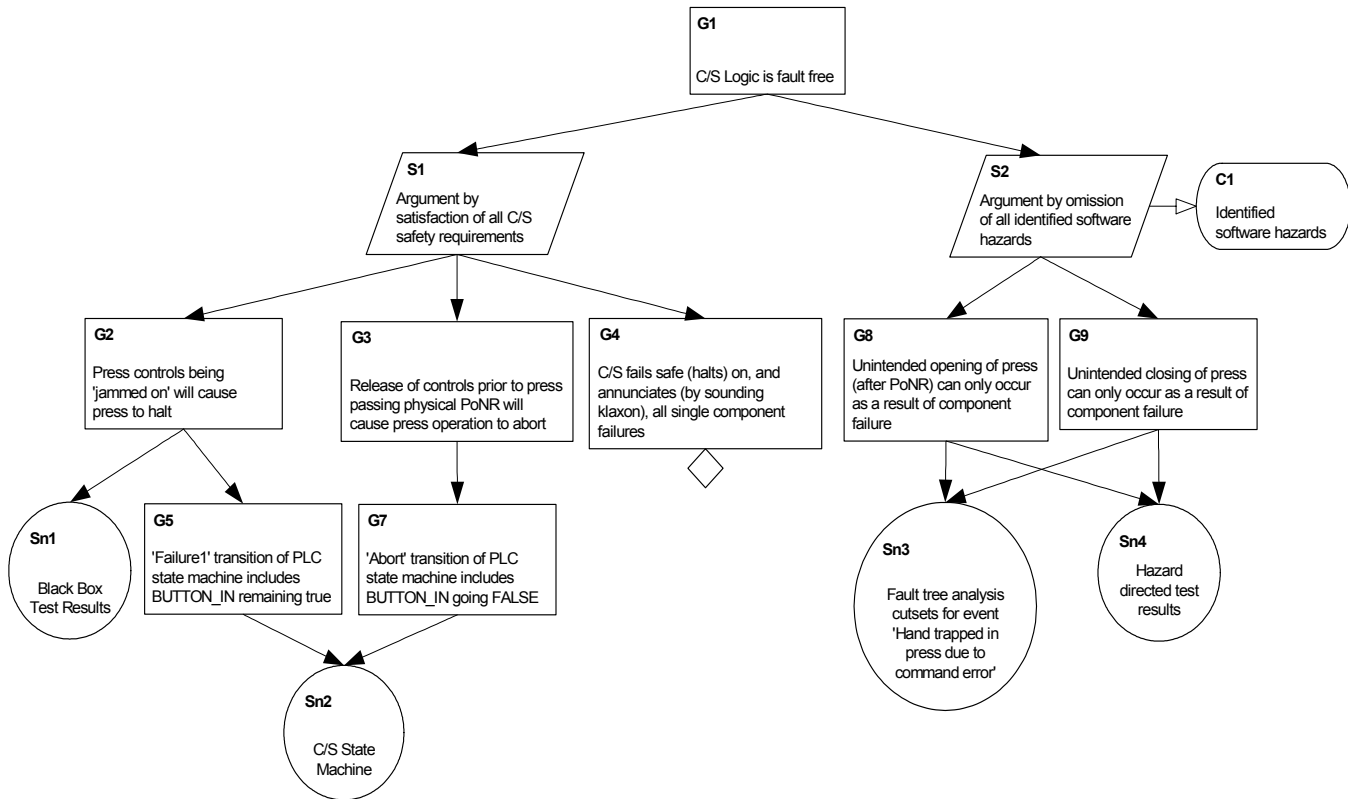 G1
C/S Logic is fault free
S1
Argument by
satisfaction of all C/S
safety requirements
S2
Argument by omission
of all identified software
hazards
C1
Identified
software hazards
G2
Press controls being
'jammed on' will cause
press to halt
G3
Release of controls prior to press
passing physical PoNR will
cause press operation to abort
G4
C/S fails safe (halts) on, and
annunciates (by sounding
klaxon), all single component
failures
G8
Unintended opening of press
(after PoNR) can only occur
as a result of component
failure
G9
Unintended closing of press
can only occur as a result of
component failure
Sn1
Black Box
Test Results
G5
'Failure1' transition of PLC
state machine includes
BUTTON_IN remaining true
G7
'Abort' transition of PLC
state machine includes
BUTTON_IN going FALSE
Sn3
Fault tree analysis
cutsets for event
'Hand trapped in
press due to
command error'
Sn4
Hazard
directed test
results
Sn2
C/S State
Machine